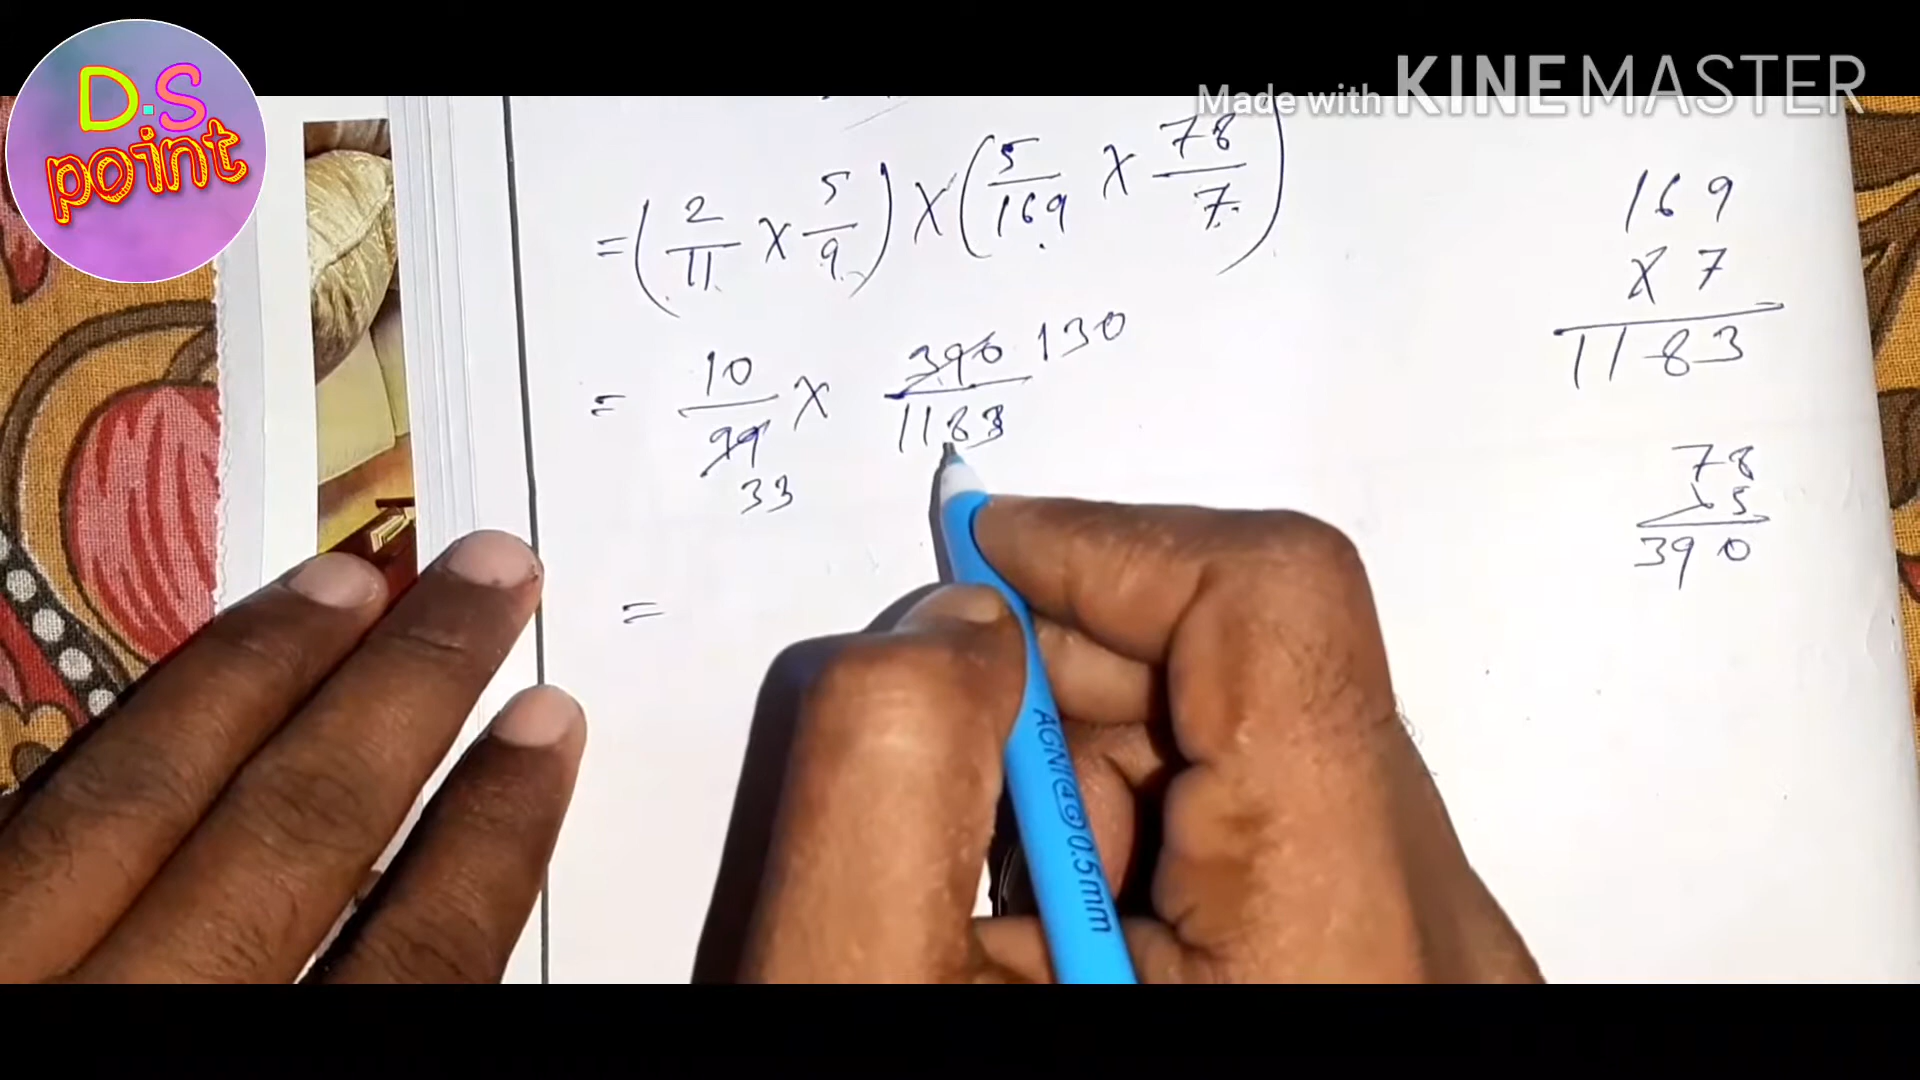 D.S
point
Made with KINEMASTER
= (2/11 X 5/9) X (5/169 X 78/7)
= 10/99 X 390/1183 130
33
=
169
X 7
1183
78
x 5
390
AGNI 4G 0.5mm